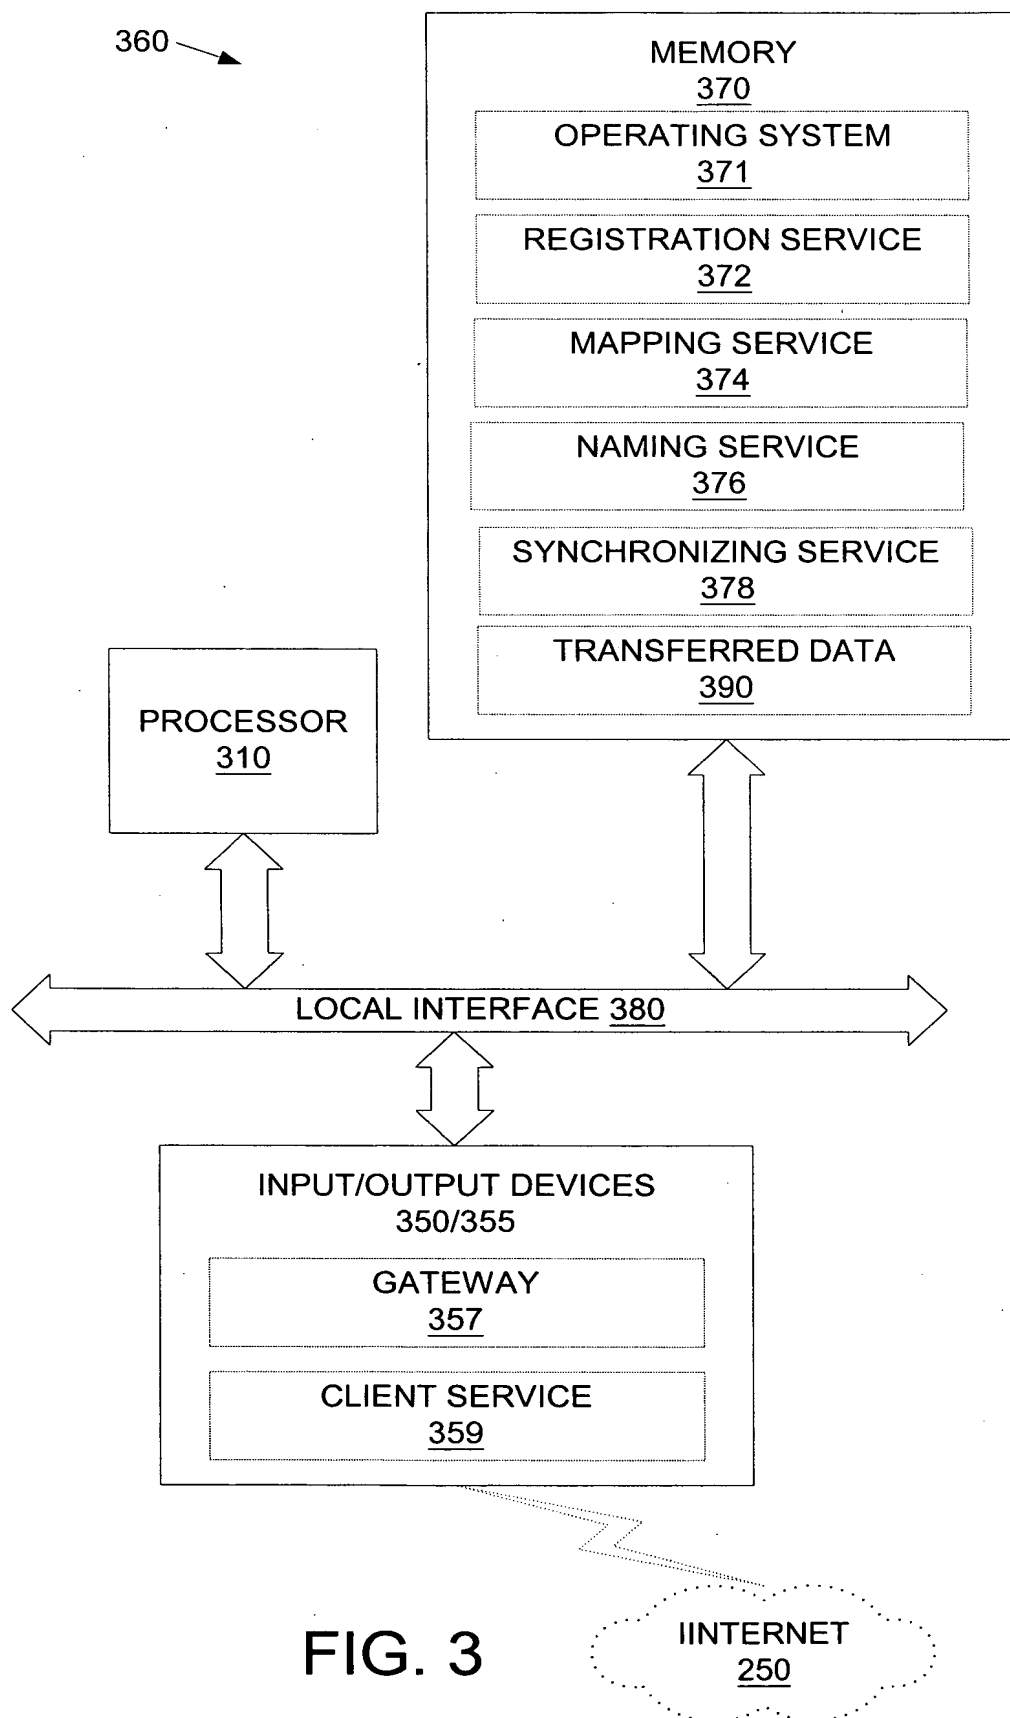 360
MEMORY
370
OPERATING SYSTEM
371
REGISTRATION SERVICE
372
MAPPING SERVICE
374
NAMING SERVICE
376
SYNCHRONIZING SERVICE
378
TRANSFERRED DATA
390
PROCESSOR
310
LOCAL INTERFACE 380
INPUT/OUTPUT DEVICES
350/355
GATEWAY
357
CLIENT SERVICE
359
IINTERNET
250
FIG. 3